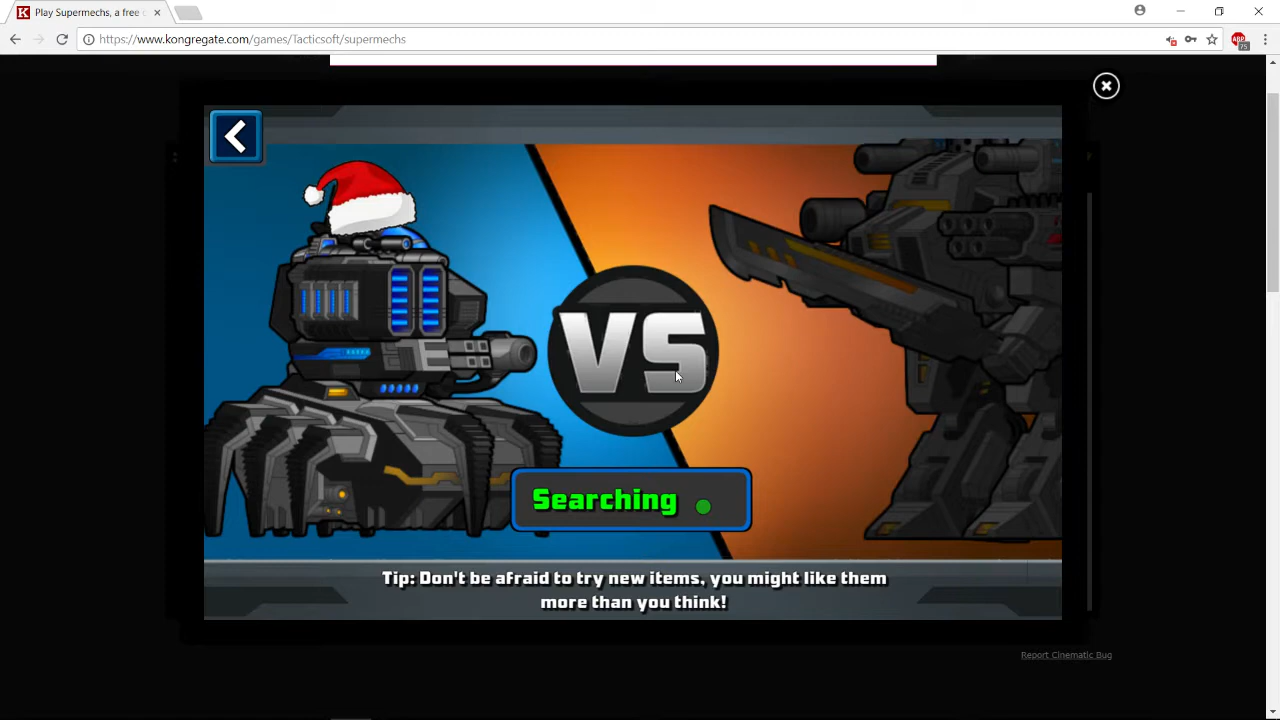 Play Supermechs, a free o
https://www.kongregate.com/games/Tacticsoft/supermechs
75
VS
Searching
Tip: Don't be afraid to try new items, you might like them
more than you think!
Report Cinematic Bug